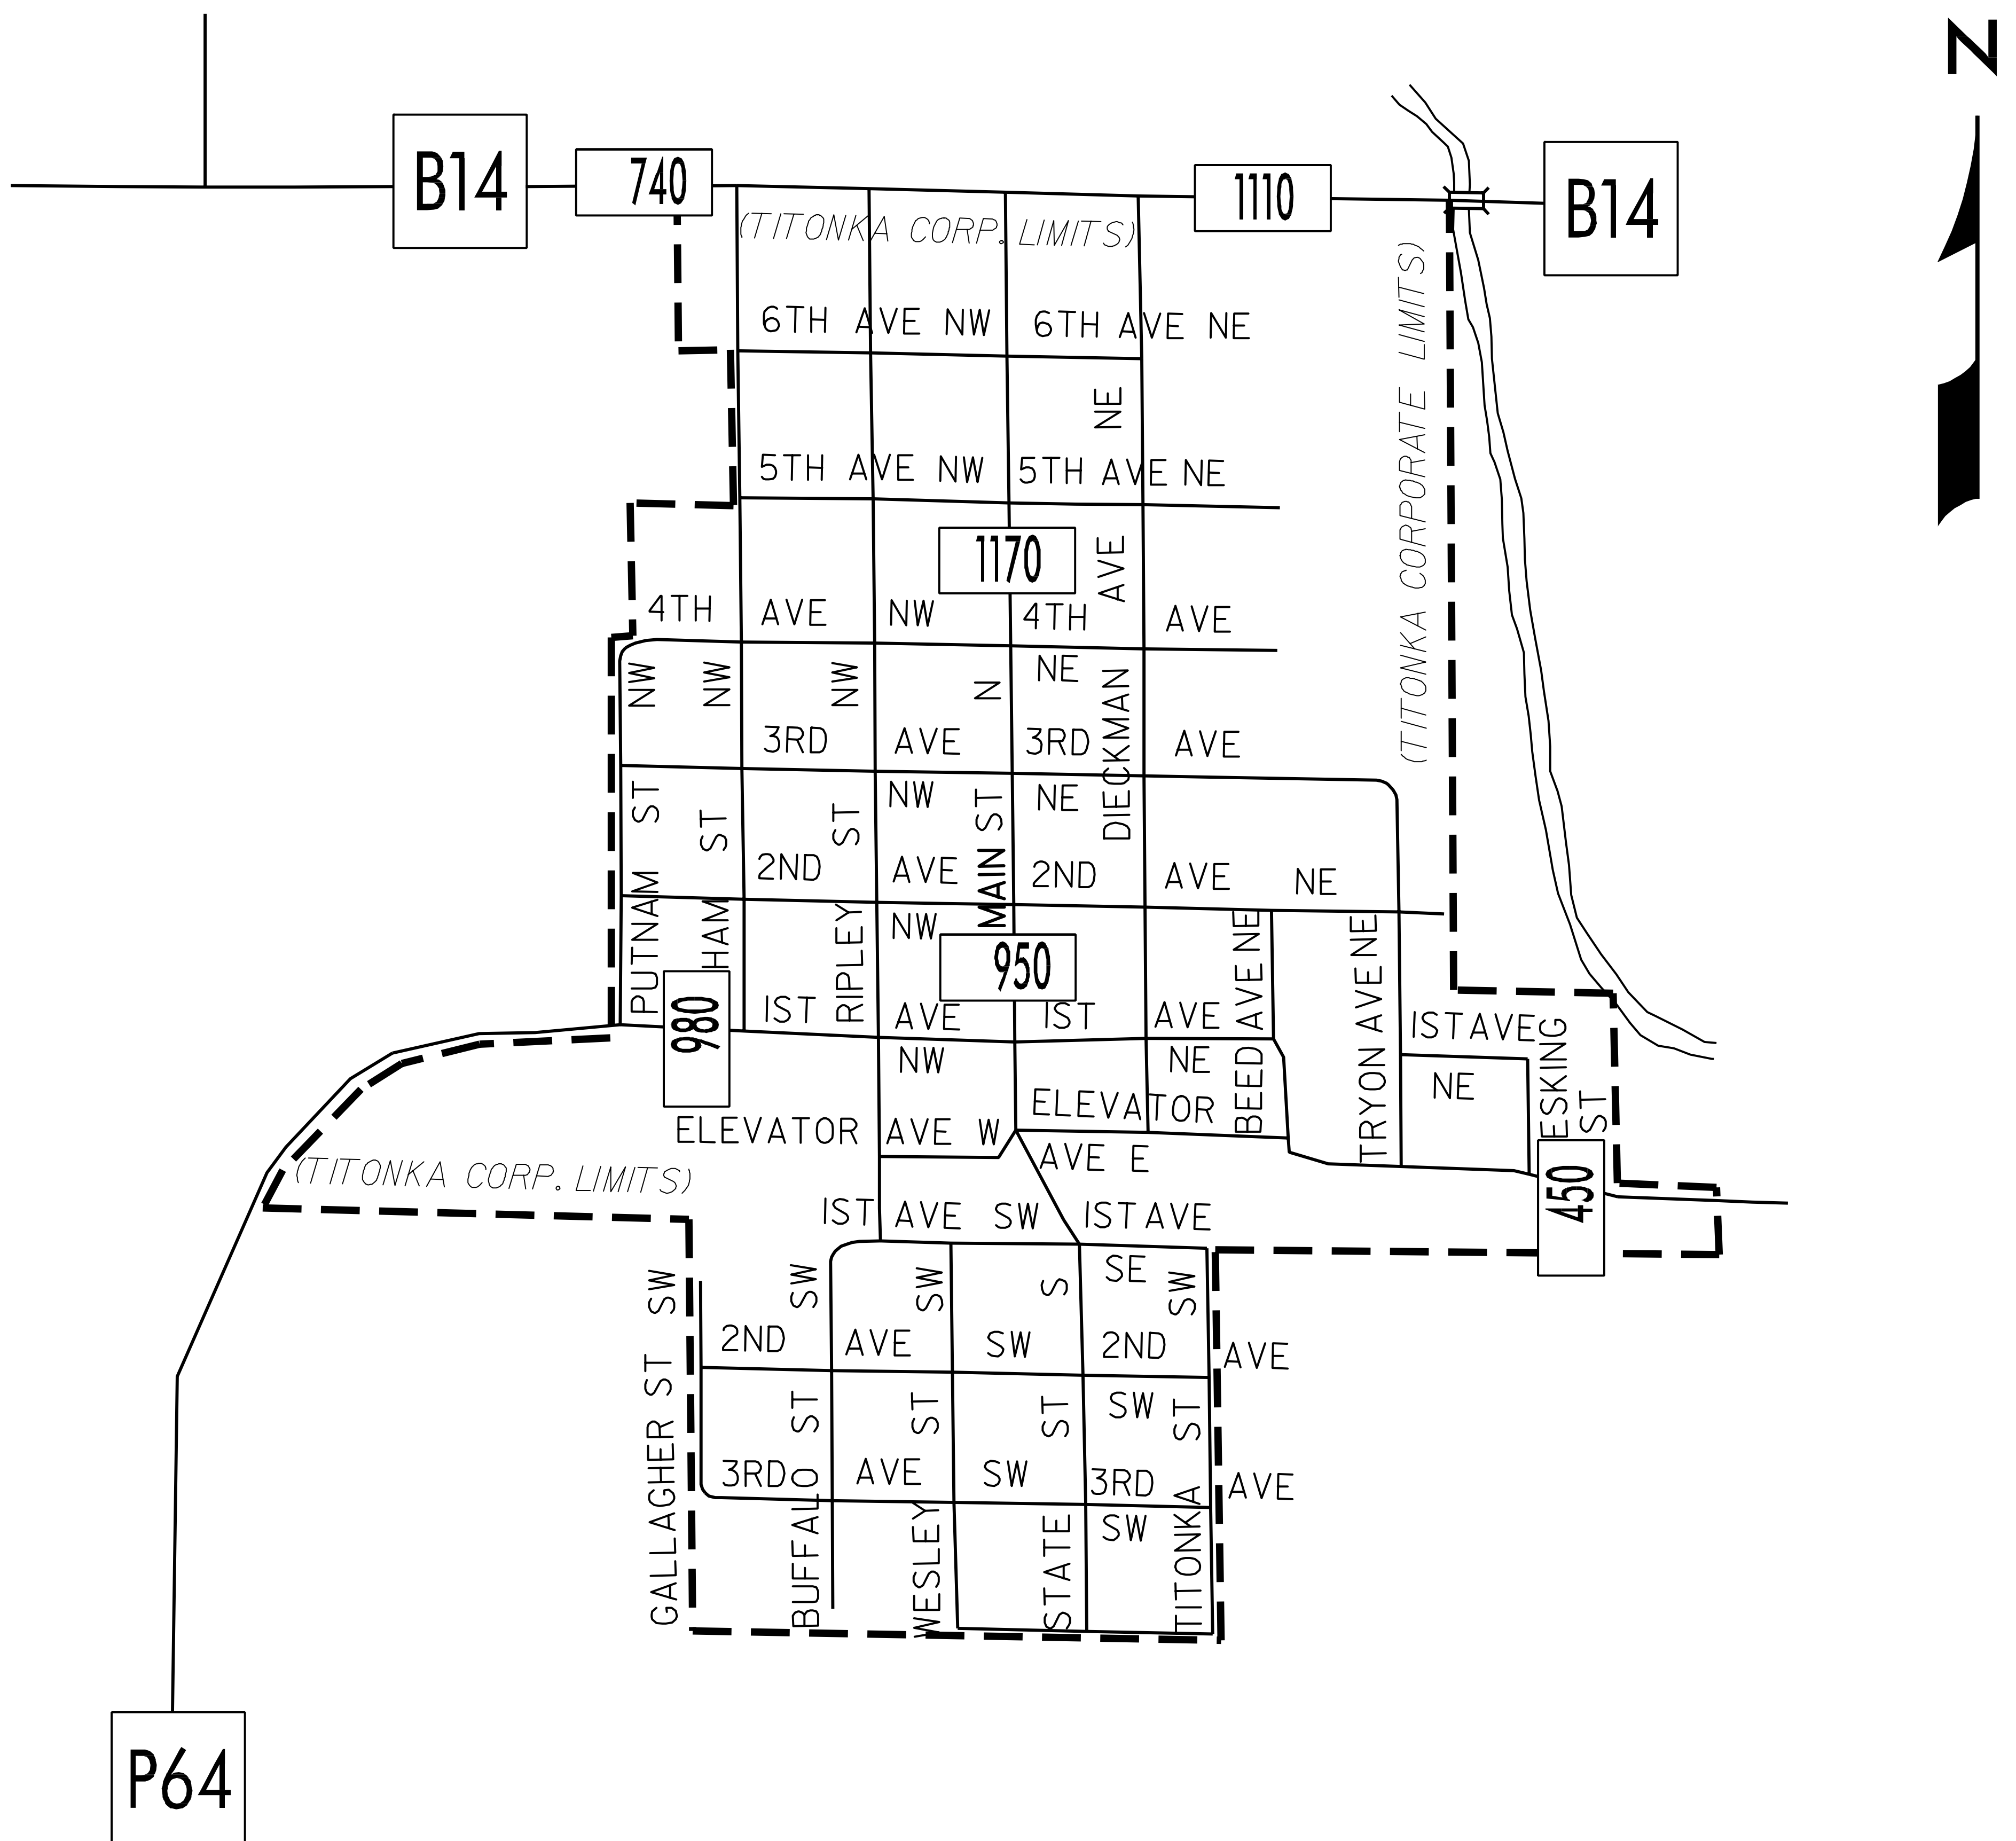 N
B14
740
1110
B14
(TITONKA CORP. LIMITS)
(TITONKA CORPORATE LIMITS)
6TH AVE NW
6TH AVE NE
5TH AVE NW
5TH AVE NE
1170
DIECKMAN AVE NE
4TH AVE NW
4TH AVE NE
PUTNAM ST NW
HAM ST NW
RIPLEY ST NW
MAIN ST N
3RD AVE NW
3RD AVE NE
2ND AVE NW
2ND AVE NE
950
980
BEED AVE NE
TRYON AVE NE
IST AVE NW
IST AVE NE
IST AVE NE
ESKING ST
ELEVATOR AVE W
ELEVATOR AVE E
450
(TITONKA CORP. LIMITS)
IST AVE SW
IST AVE SE
GALLAGHER ST SW
BUFFALO ST SW
WESLEY ST SW
STATE ST S
TITONKA ST SW
2ND AVE SW
2ND AVE SW
3RD AVE SW
3RD AVE SW
P64